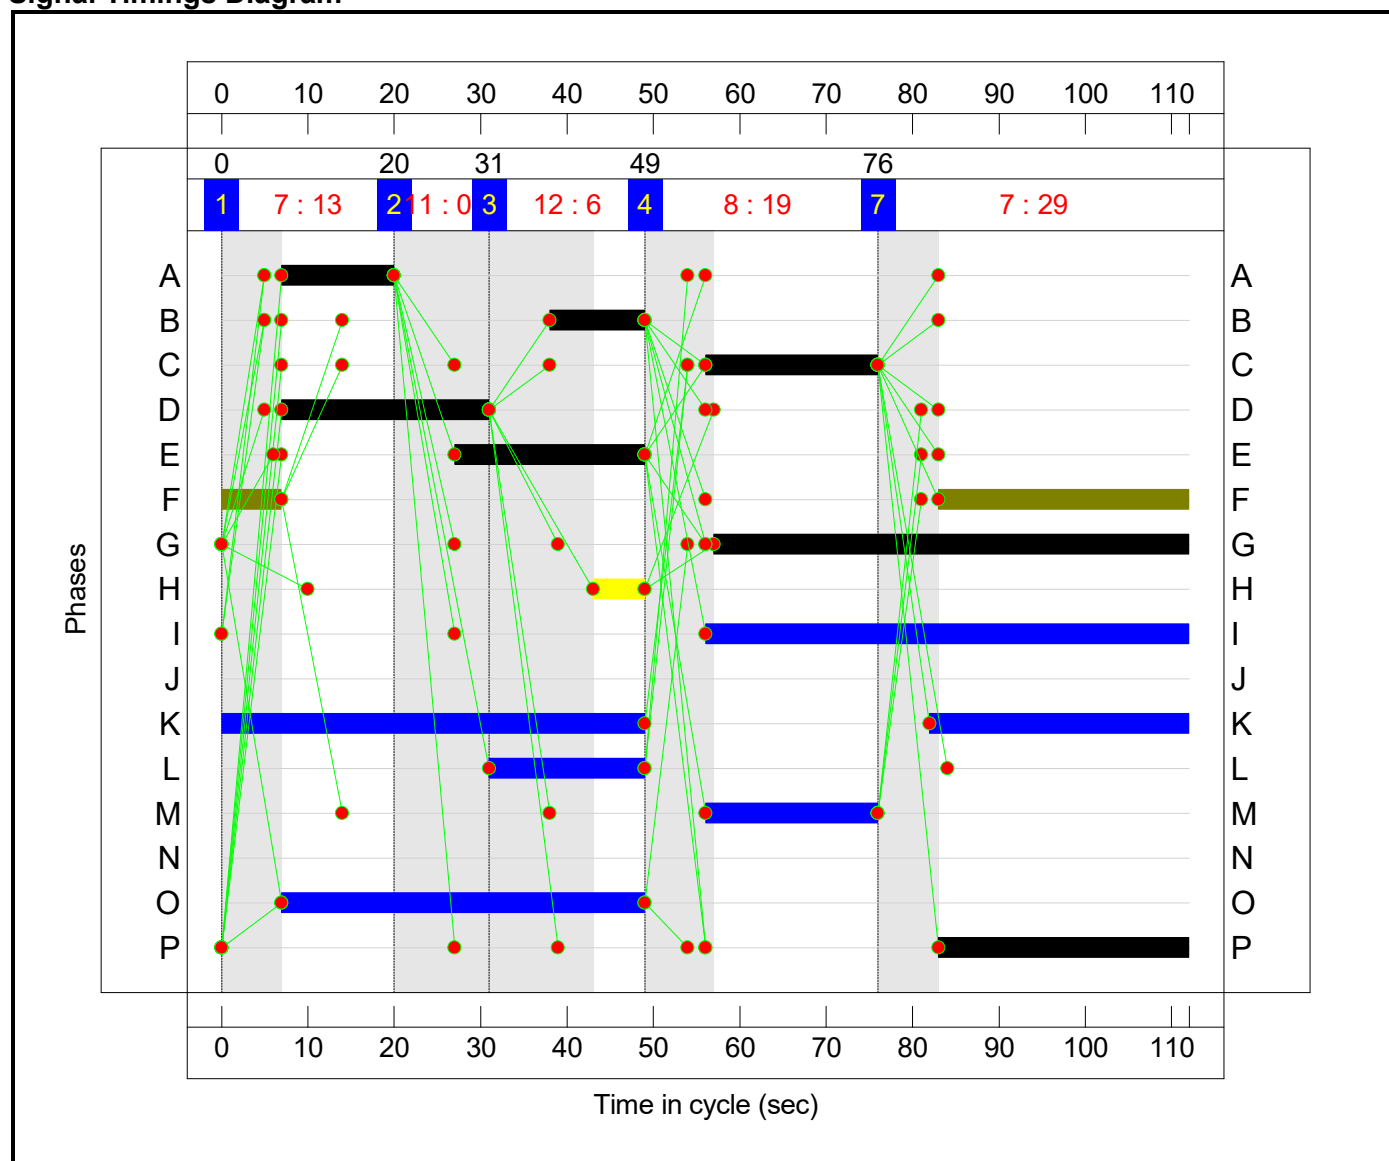 Signal Timings Diagram
0 10 20 30 40 50 60 70 80 90 100 110
0 20 31 49 76
1 7 : 13 2 11 : 0 3 12 : 6 4 8 : 19 7 7 : 29
A A
B B
C C
D D
E E
F F
G G
H H
I I
J J
K K
L L
M M
N N
O O
P P
Phases
0 10 20 30 40 50 60 70 80 90 100 110
Time in cycle (sec)